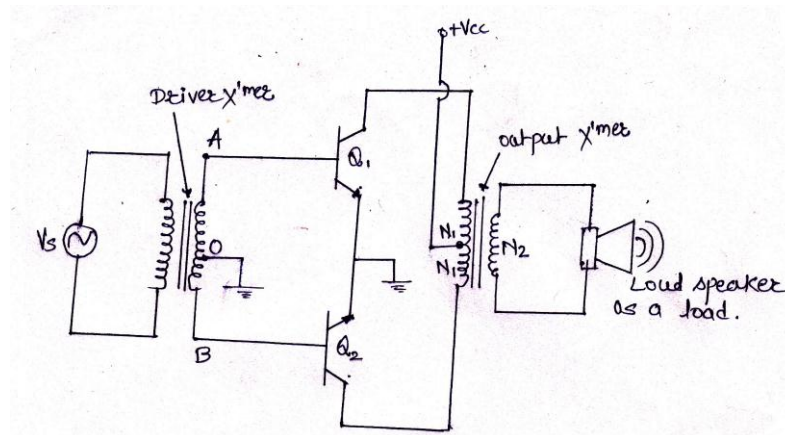 +Vcc
Driver X'mer
A
Q1
output X'mer
Vs
O
N1
N1
N2
Loud speaker
as a load.
B
Q2